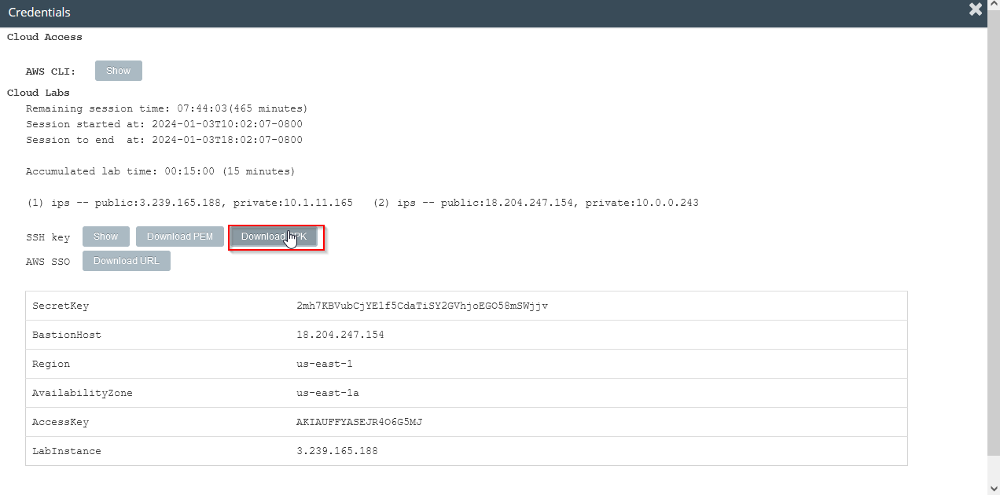 Credentials
Cloud Access
AWS CLI: Show
Cloud Labs
Remaining session time: 07:44:03(465 minutes)
Session started at: 2024-01-03T10:02:07-0800
Session to end  at: 2024-01-03T18:02:07-0800
Accumulated lab time: 00:15:00 (15 minutes)
(1) ips -- public:3.239.165.188, private:10.1.11.165   (2) ips -- public:18.204.247.154, private:10.0.0.243
SSH key Show Download PEM Download PPK
AWS SSO Download URL
SecretKey 2mh7KBVubCjYE1f5CdaTiSY2GVhjoEGO58mSWjjv
BastionHost 18.204.247.154
Region us-east-1
AvailabilityZone us-east-1a
AccessKey AKIAUFFYASEJR4O6G5MJ
LabInstance 3.239.165.188